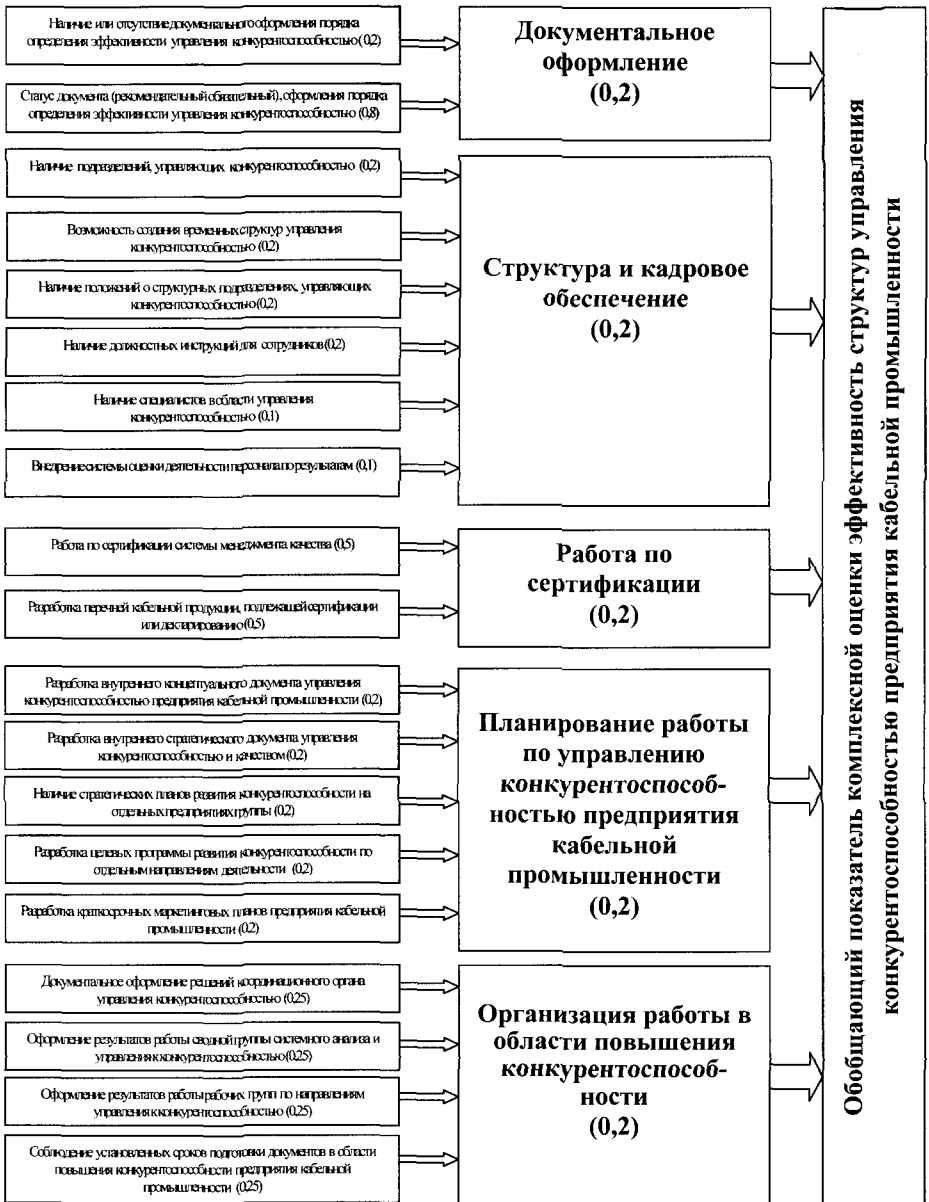 Наличие или отсутствие документального оформления порядка
определения эффективности управления конкурентоспособностью (0,2)
Статус документа (рекомендательный обязательный), оформления порядка
определения эффективности управления конкурентоспособностью (0,8)
Документальное
оформление
(0,2)
Наличие подразделений, управляющих конкурентоспособностью (0,2)
Возможность создания временных структур управления
конкурентоспособностью (0,2)
Наличие положений о структурных подразделениях, управляющих
конкурентоспособностью (0,2)
Наличие должностных инструкций для сотрудников (0,2)
Наличие специалистов в области управления
конкурентоспособностью (0,1)
Внедрение системы оценки деятельности персонала по результатам (0,1)
Структура и кадровое
обеспечение
(0,2)
Работа по сертификации системы менеджмента качества (0,5)
Разработка перечней кабельной продукции, подлежащей сертификации
или декларированию (0,5)
Работа по
сертификации
(0,2)
Разработка внутреннего концептуального документа управления
конкурентоспособностью предприятия кабельной промышленности (0,2)
Разработка внутреннего стратегического документа управления
конкурентоспособностью и качеством (0,2)
Наличие стратегических планов развития конкурентоспособности на
отдельных предприятиях группы (0,2)
Разработка целевых программы развития конкурентоспособности по
отдельным направлениям деятельности (0,2)
Разработка краткосрочных маркетинговых планов предприятия кабельной
промышленности (0,2)
Планирование работы
по управлению
конкурентоспособ-
ностью предприятия
кабельной
промышленности
(0,2)
Документальное оформление решений координационного органа
управления конкурентоспособностью (0,25)
Оформление результатов работы сводной группы системного анализа и
управления конкурентоспособностью (0,25)
Оформление результатов работы рабочих групп по направлениям
управления конкурентоспособностью (0,25)
Соблюдение установленных сроков подготовки документов в области
повышения конкурентоспособности предприятия кабельной
промышленности (0,25)
Организация работы в
области повышения
конкурентоспособ-
ности
(0,2)
Обобщающий показатель комплексной оценки эффективность структур управления
конкурентоспособностью предприятия кабельной промышленности